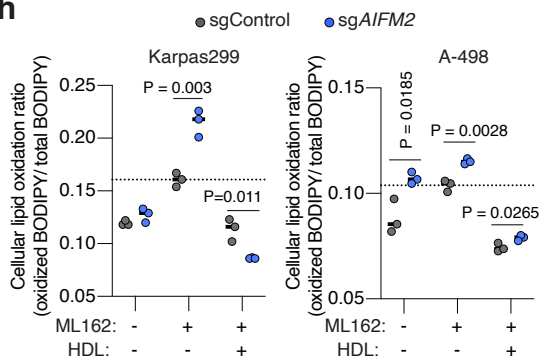 h
sgControl sgAIFM2
Karpas299
Cellular lipid oxidation ratio
(oxidized BODIPY/ total BODIPY)
0.25
0.20
0.15
0.10
0.05
P = 0.003
P=0.011
ML162: - + +
HDL: - - +
A-498
Cellular lipid oxidation ratio
(oxidized BODIPY/ total BODIPY)
0.15
0.10
0.05
P = 0.0185
P = 0.0028
P = 0.0265
ML162: - + +
HDL: - - +